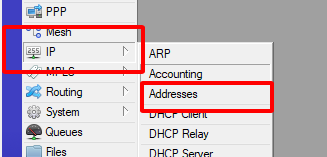 PPP
Mesh
IP
MPLS
Routing
System
Queues
Files
ARP
Accounting
Addresses
DHCP Client
DHCP Relay
DHCP Server